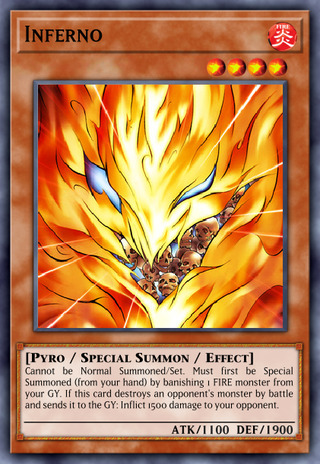 INFERNO
FIRE
炎
[PYRO / SPECIAL SUMMON / EFFECT]
Cannot be Normal Summoned/Set. Must first be Special
Summoned (from your hand) by banishing 1 FIRE monster from
your GY. If this card destroys an opponent's monster by battle
and sends it to the GY: Inflict 1500 damage to your opponent.
ATK/1100 DEF/1900